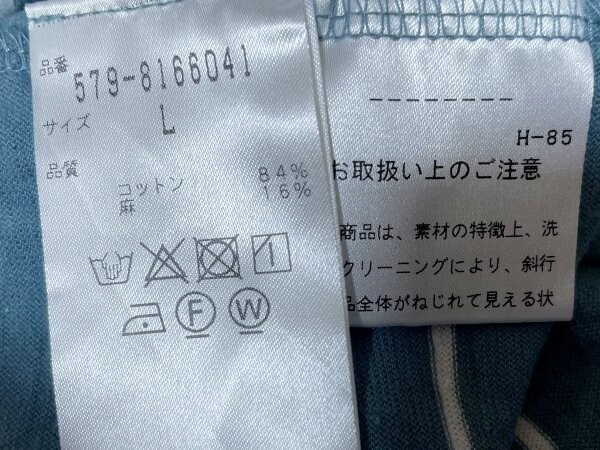 品番 579-8166041
サイズ L
品質 コットン 84%
麻 16%
F W
--------
H-85
お取扱い上のご注意
商品は、素材の特徴上、洗
クリーニングにより、斜行
品全体がねじれて見える状